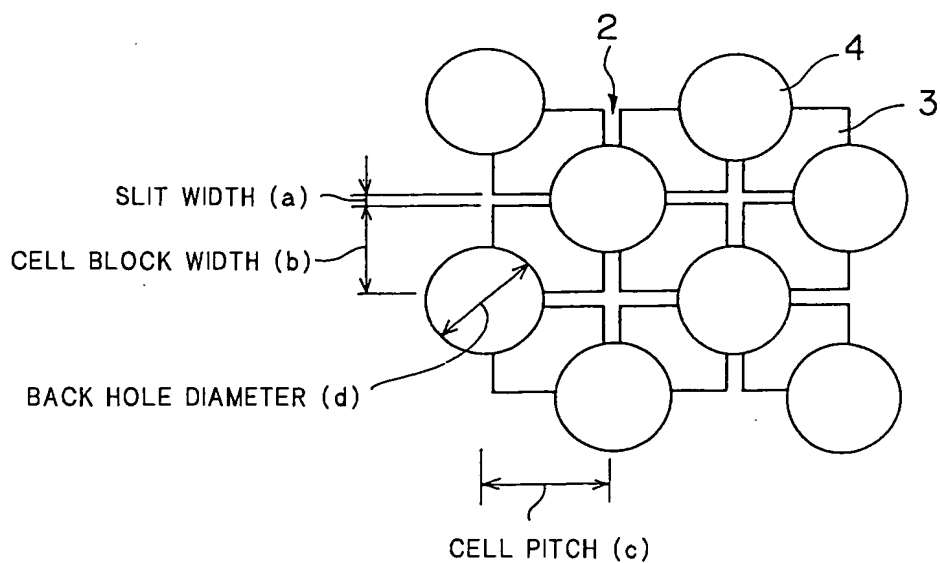 2
4
3
SLIT WIDTH (a)
CELL BLOCK WIDTH (b)
BACK HOLE DIAMETER (d)
CELL PITCH (c)